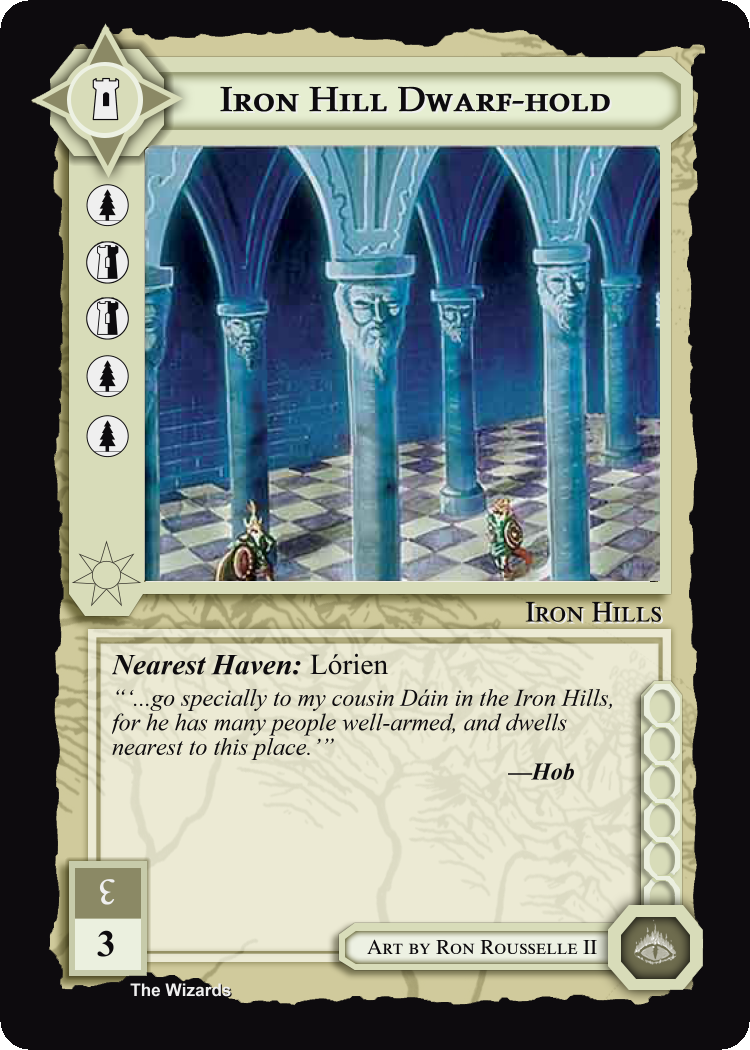 Iron Hill Dwarf-hold
Iron Hills
Nearest Haven: Lórien
“‘...go specially to my cousin Dáin in the Iron Hills,
for he has many people well-armed, and dwells
nearest to this place.’”
—Hob
3
Art by Ron Rousselle II
The Wizards